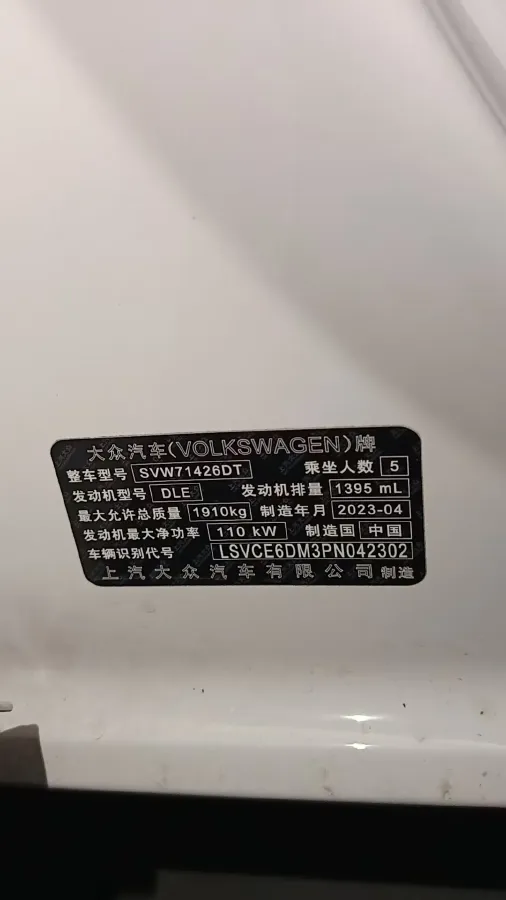 大众汽车(VOLKSWAGEN)牌
整车型号 SVW71426DT 乘坐人数 5
发动机型号 DLE 发动机排量 1395 mL
最大允许总质量 1910kg 制造年月 2023-04
发动机最大净功率 110 kW 制造国 中国
车辆识别代号 LSVCE6DM3PN042302
上汽大众汽车有限公司制造